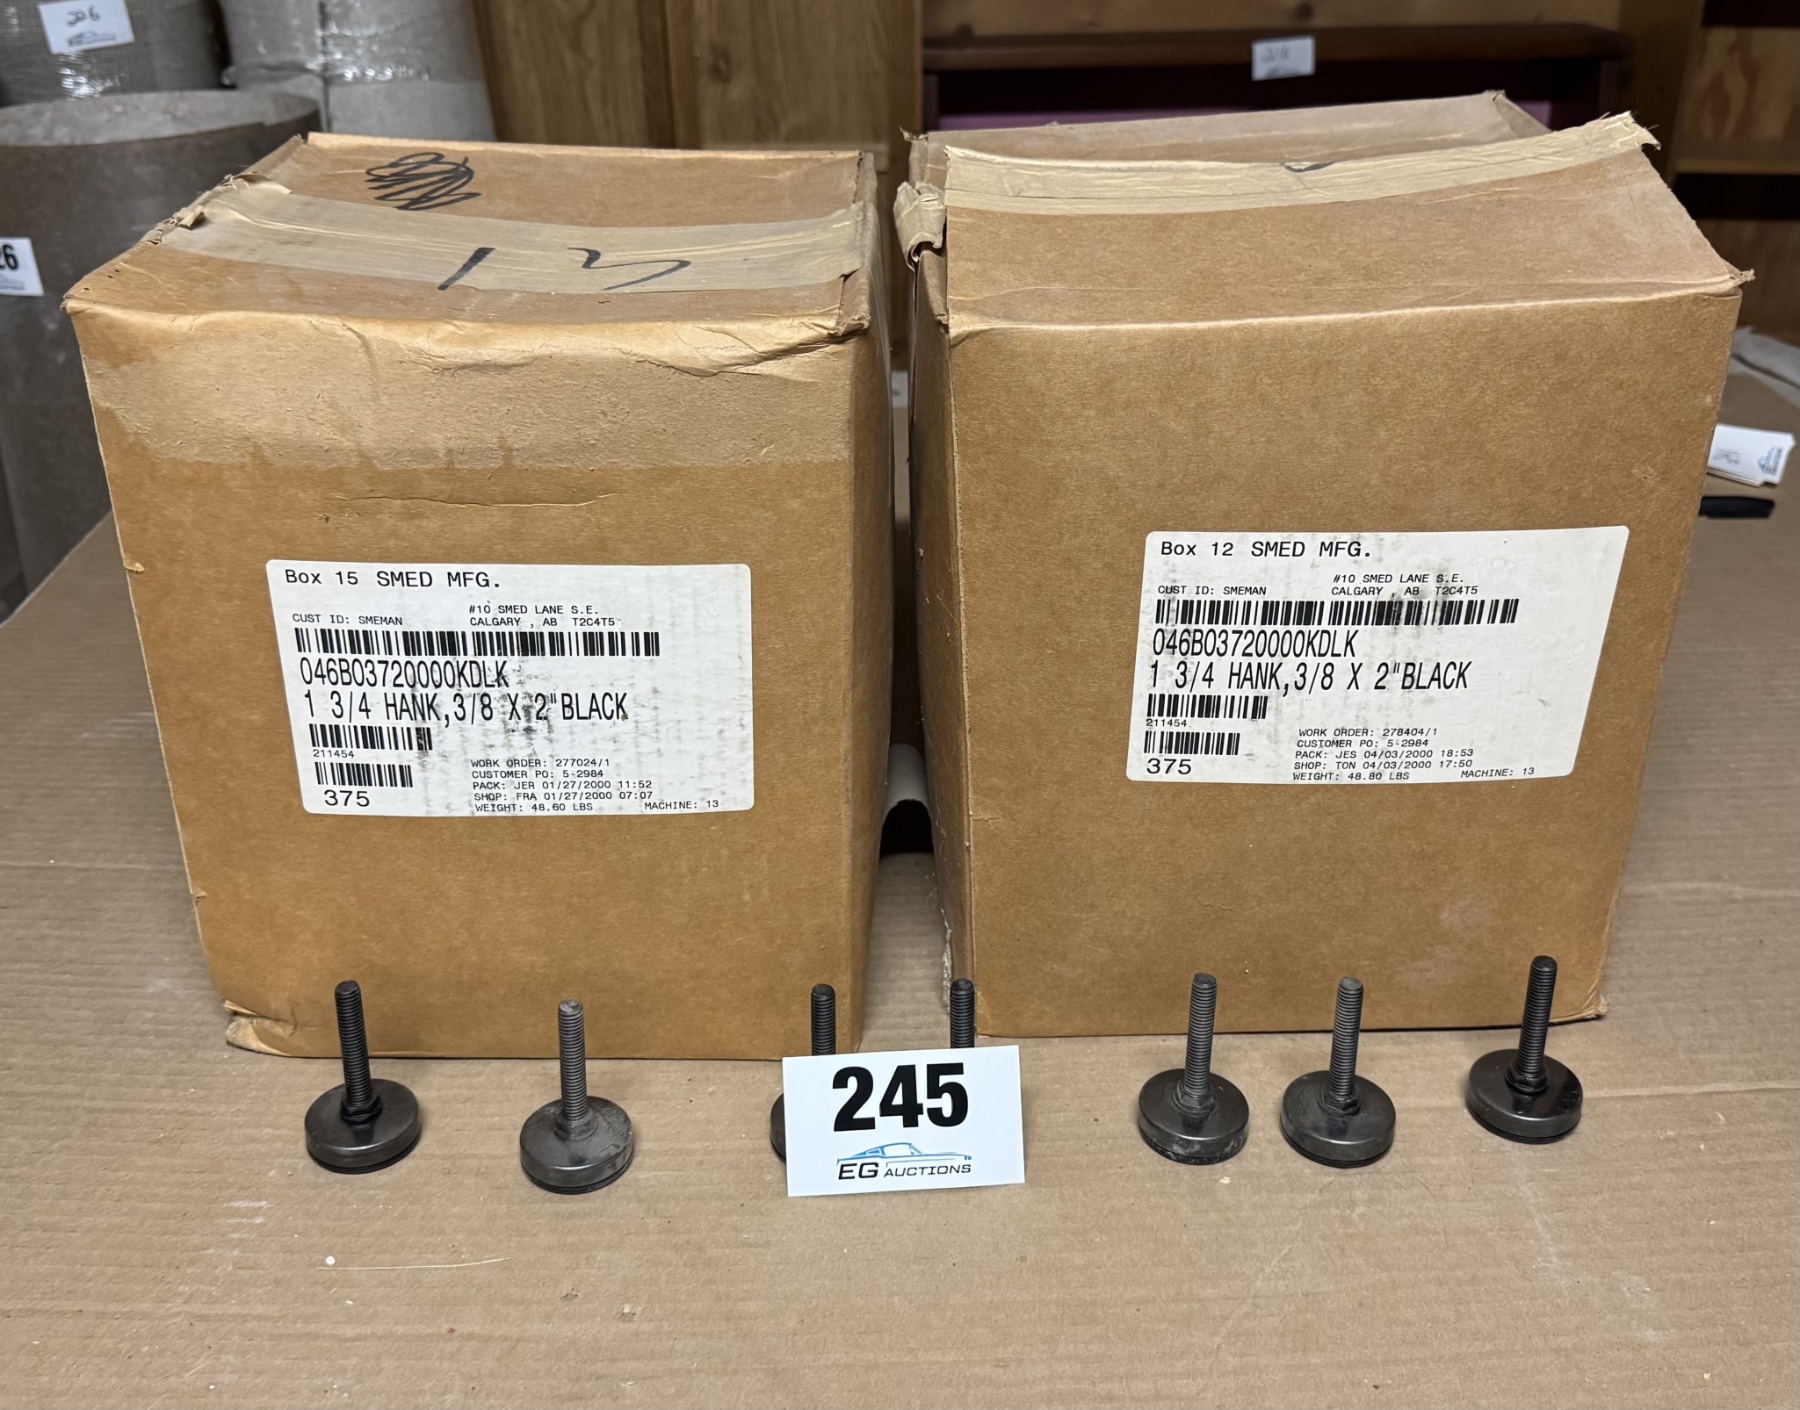 206
26
15
Box 15 SMED MFG.
#10 SMED LANE S.E.
CUST ID: SMEMAN CALGARY , AB T2C4T5
046B03720000KDLK
1 3/4 HANK,3/8 X 2"BLACK
211454
375
WORK ORDER: 277024/1
CUSTOMER PO: 5-2984
PACK: JER 01/27/2000 11:52
SHOP: FRA 01/27/2000 07:07
WEIGHT: 48.60 LBS MACHINE: 13
Box 12 SMED MFG.
#10 SMED LANE S.E.
CUST ID: SMEMAN CALGARY , AB T2C4T5
046B03720000KDLK
1 3/4 HANK,3/8 X 2"BLACK
211454
375
WORK ORDER: 278404/1
CUSTOMER PO: 5-2984
PACK: JES 04/03/2000 18:53
SHOP: TON 04/03/2000 17:50
WEIGHT: 48.80 LBS MACHINE: 13
245
EG AUCTIONS